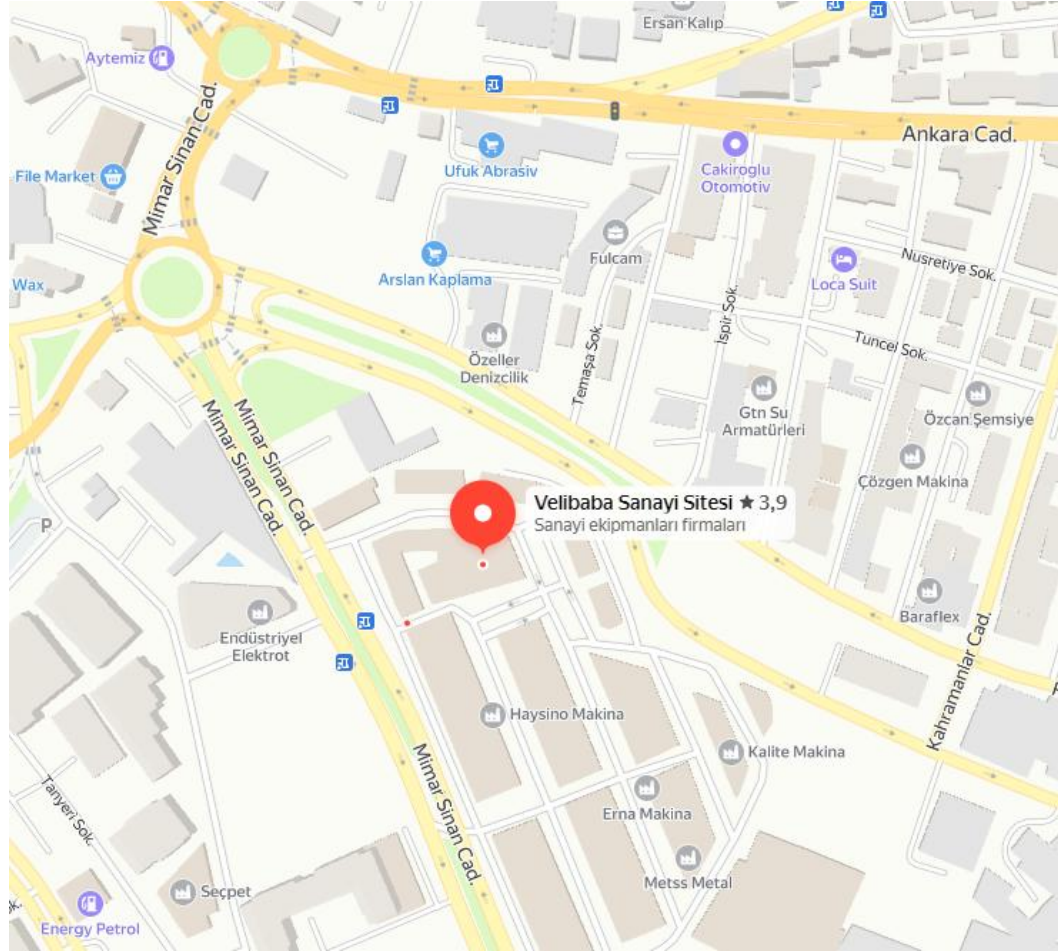 Ersan Kalıp
Aytemiz
Mimar Sinan Cad.
Ankara Cad.
File Market
Ufuk Abrasiv
Cakiroglu
Otomotiv
Fulcam
Nusretiye Sok.
Wax
Arslan Kaplama
Loca Suit
İspir Sok.
Tuncel Sok.
Özeller
Denizcilik
Temaşa Sok.
Gtn Su
Armatürleri
Özcan Şemsiye
Mimar Sinan Cad.
Mimar Sinan Cad.
Çözgen Makina
Velibaba Sanayi Sitesi ★ 3,9
Sanayi ekipmanları firmaları
P
Baraflex
Endüstriyel
Elektrot
Kahramanlar Cad.
Haysino Makina
Kalite Makina
Mimar Sinan Cad.
Tanyeri Sok.
Erna Makina
Metss Metal
Seçpet
Energy Petrol